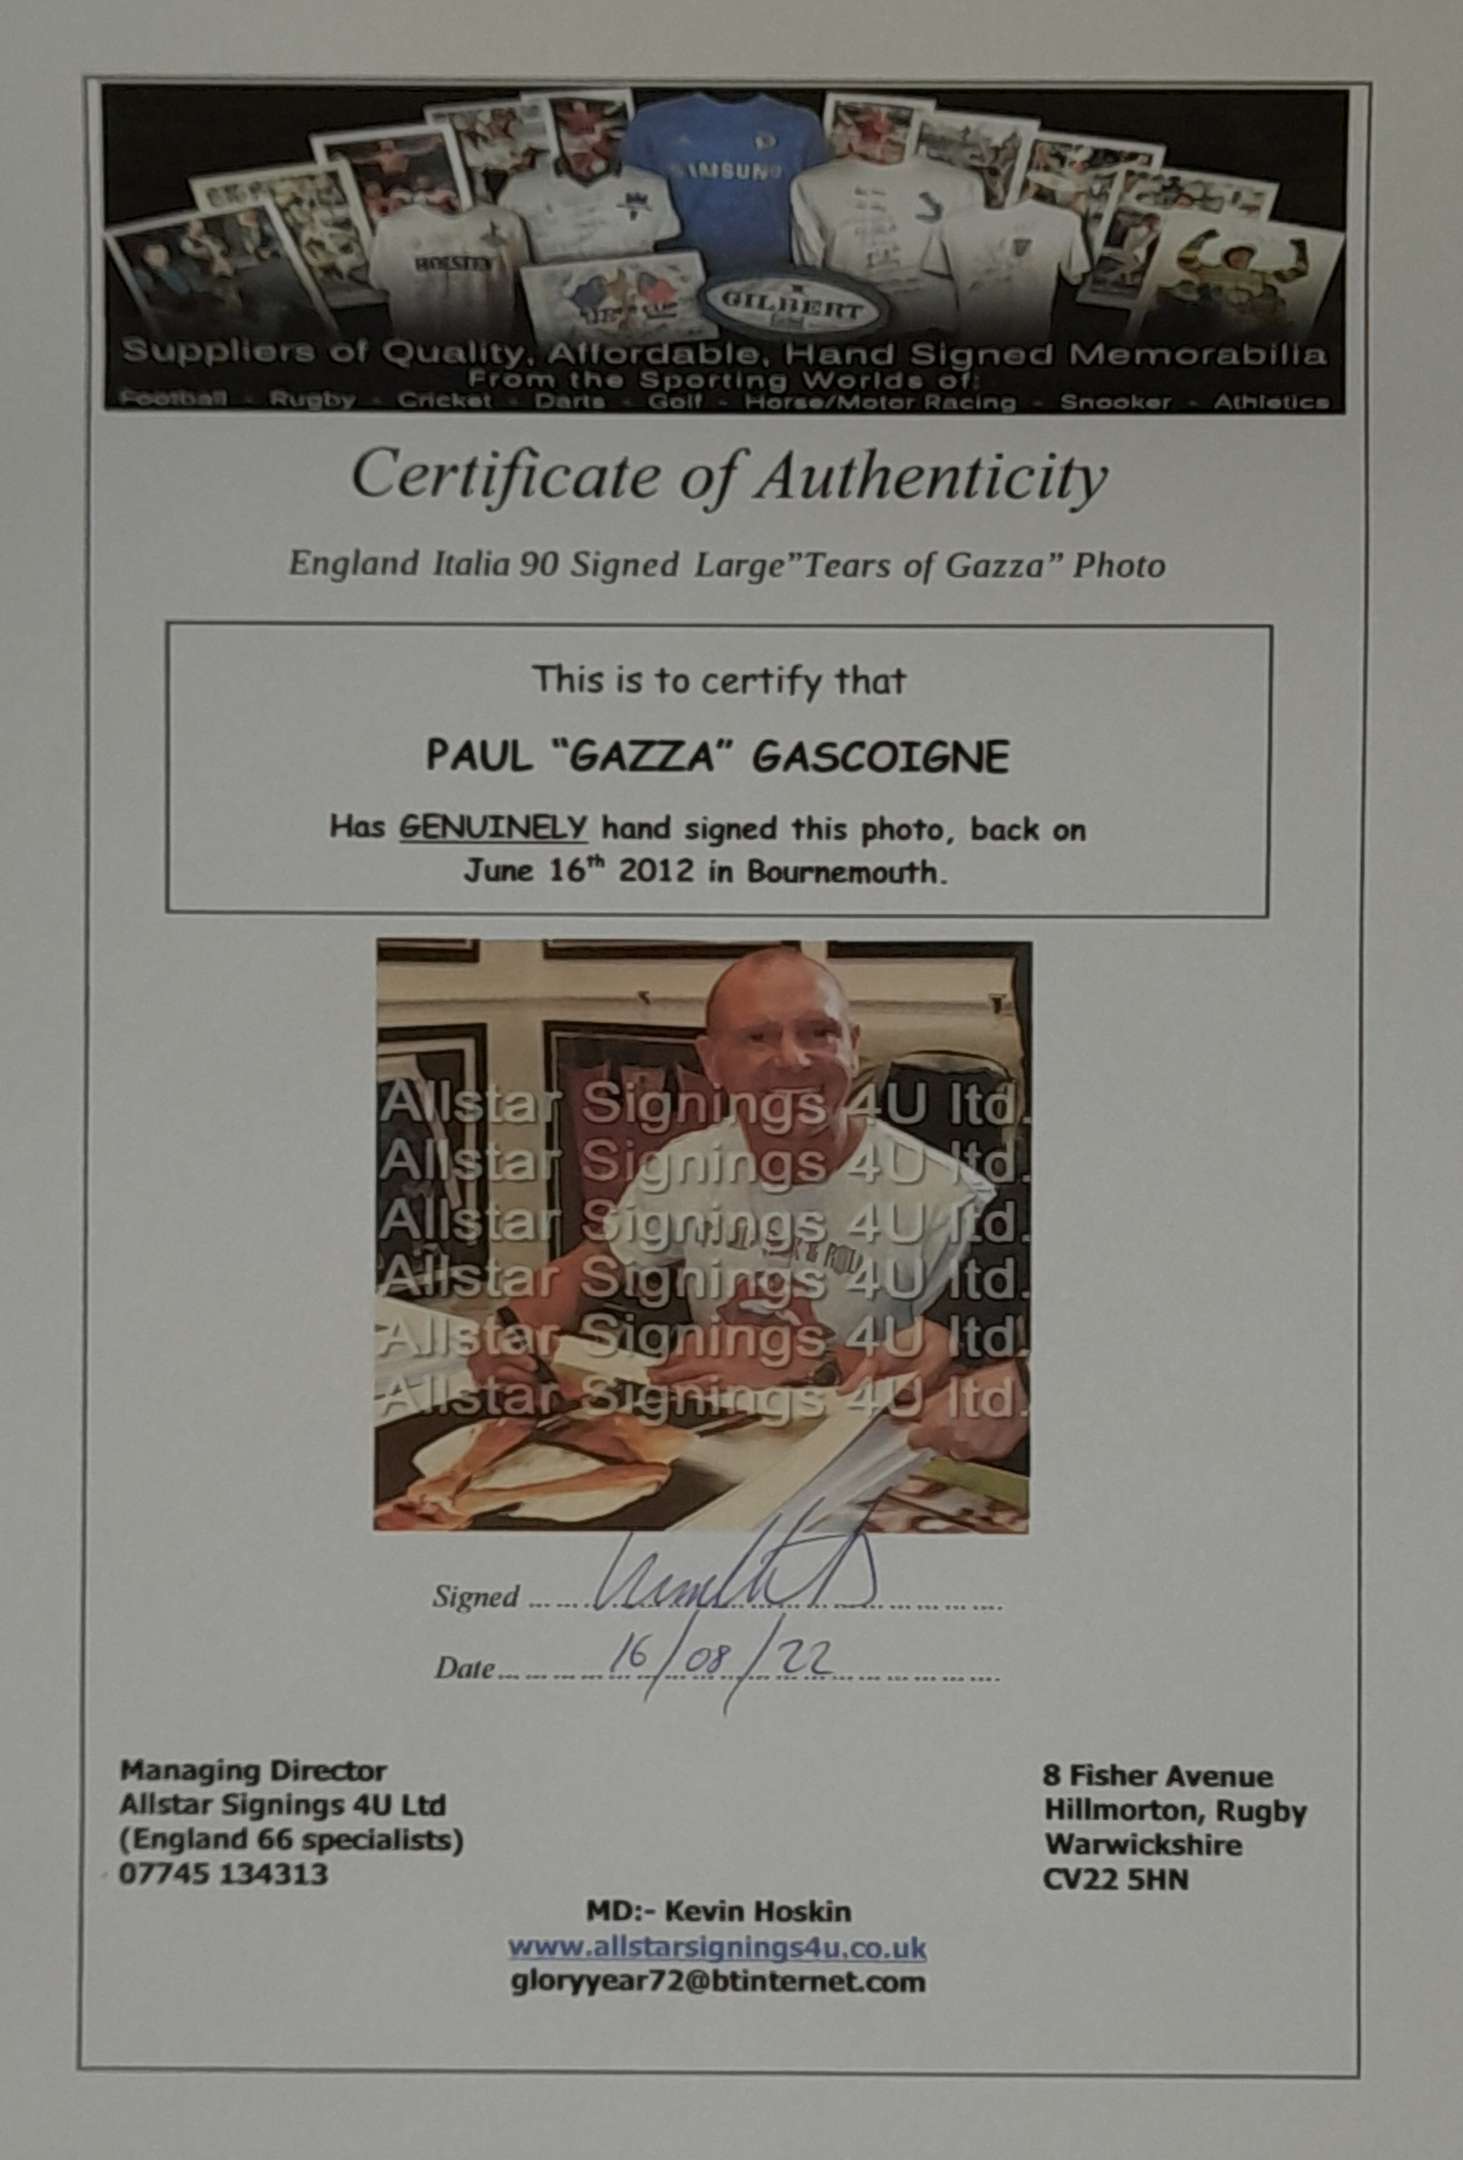 HOLSTEN
SAMSUNG
GILBERT
Suppliers of Quality, Affordable, Hand Signed Memorabilia
From the Sporting Worlds of:
Football - Rugby - Cricket - Darts - Golf - Horse/Motor Racing - Snooker - Athletics
Certificate of Authenticity
England Italia 90 Signed Large"Tears of Gazza" Photo
This is to certify that
PAUL "GAZZA" GASCOIGNE
Has GENUINELY hand signed this photo, back on
June 16th 2012 in Bournemouth.
Allstar Signings 4U ltd.
Allstar Signings 4U ltd.
Allstar Signings 4U ltd.
Allstar Signings 4U ltd.
Allstar Signings 4U ltd.
Allstar Signings 4U ltd.
Signed
Date 16/08/22
Managing Director
Allstar Signings 4U Ltd
(England 66 specialists)
07745 134313
8 Fisher Avenue
Hillmorton, Rugby
Warwickshire
CV22 5HN
MD:- Kevin Hoskin
www.allstarsignings4u.co.uk
gloryyear72@btinternet.com